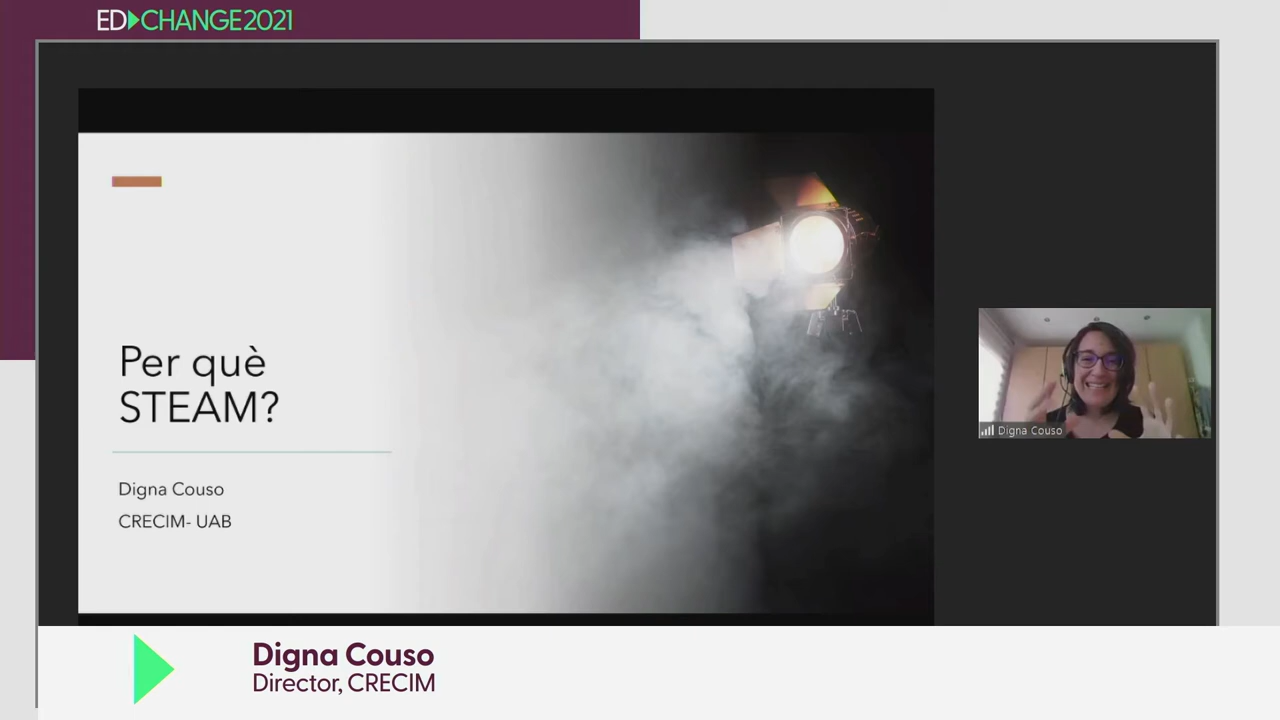 ED CHANGE2021
Per què
STEAM?
Digna Couso
CRECIM- UAB
Digna Couso
Digna Couso
Director, CRECIM